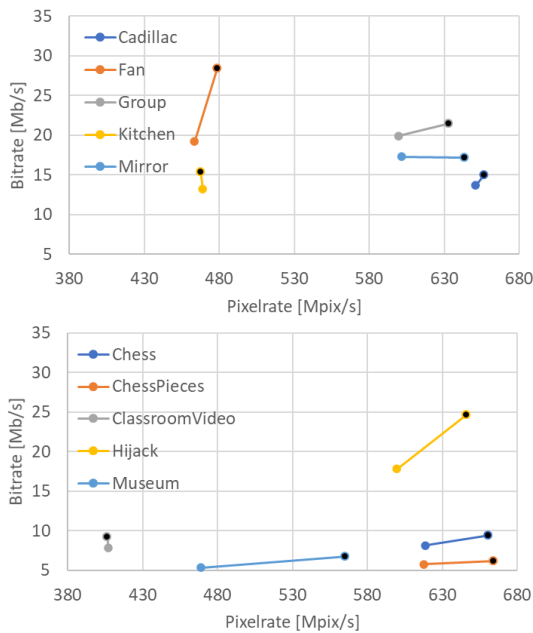 35
Cadillac
30
Fan
25
Group
20
Kitchen
15
Mirror
10
5
Bitrate [Mb/s]
380 430 480 530 580 630 680
Pixelrate [Mpix/s]
35
Chess
30
ChessPieces
25
ClassroomVideo
20
Hijack
15
Museum
10
5
Bitrate [Mb/s]
380 430 480 530 580 630 680
Pixelrate [Mpix/s]